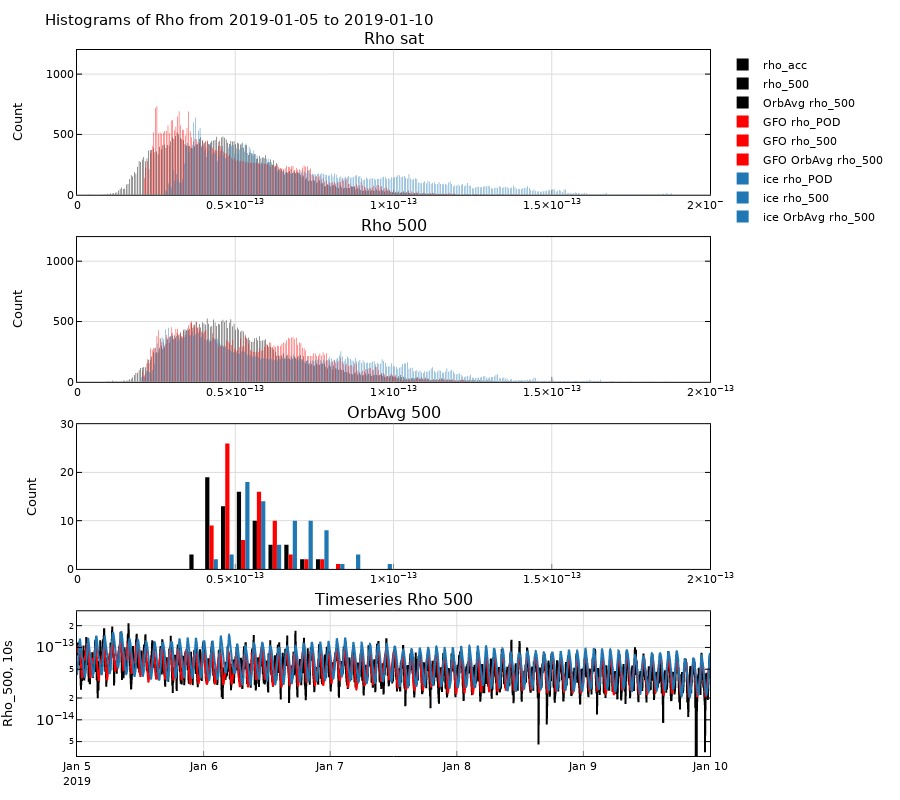 Histograms of Rho from 2019-01-05 to 2019-01-10
Rho sat
1000
500
0
Count
0 0.5×10−13 1×10−13 1.5×10−13 2×10−
rho_acc
rho_500
OrbAvg rho_500
GFO rho_POD
GFO rho_500
GFO OrbAvg rho_500
ice rho_POD
ice rho_500
ice OrbAvg rho_500
Rho 500
1000
500
0
Count
0 0.5×10−13 1×10−13 1.5×10−13 2×10−13
OrbAvg 500
30
20
10
0
Count
0 0.5×10−13 1×10−13 1.5×10−13 2×10−13
Timeseries Rho 500
2
10−13
5
2
10−14
5
Rho_500, 10s
Jan 5 Jan 6 Jan 7 Jan 8 Jan 9 Jan 10
2019